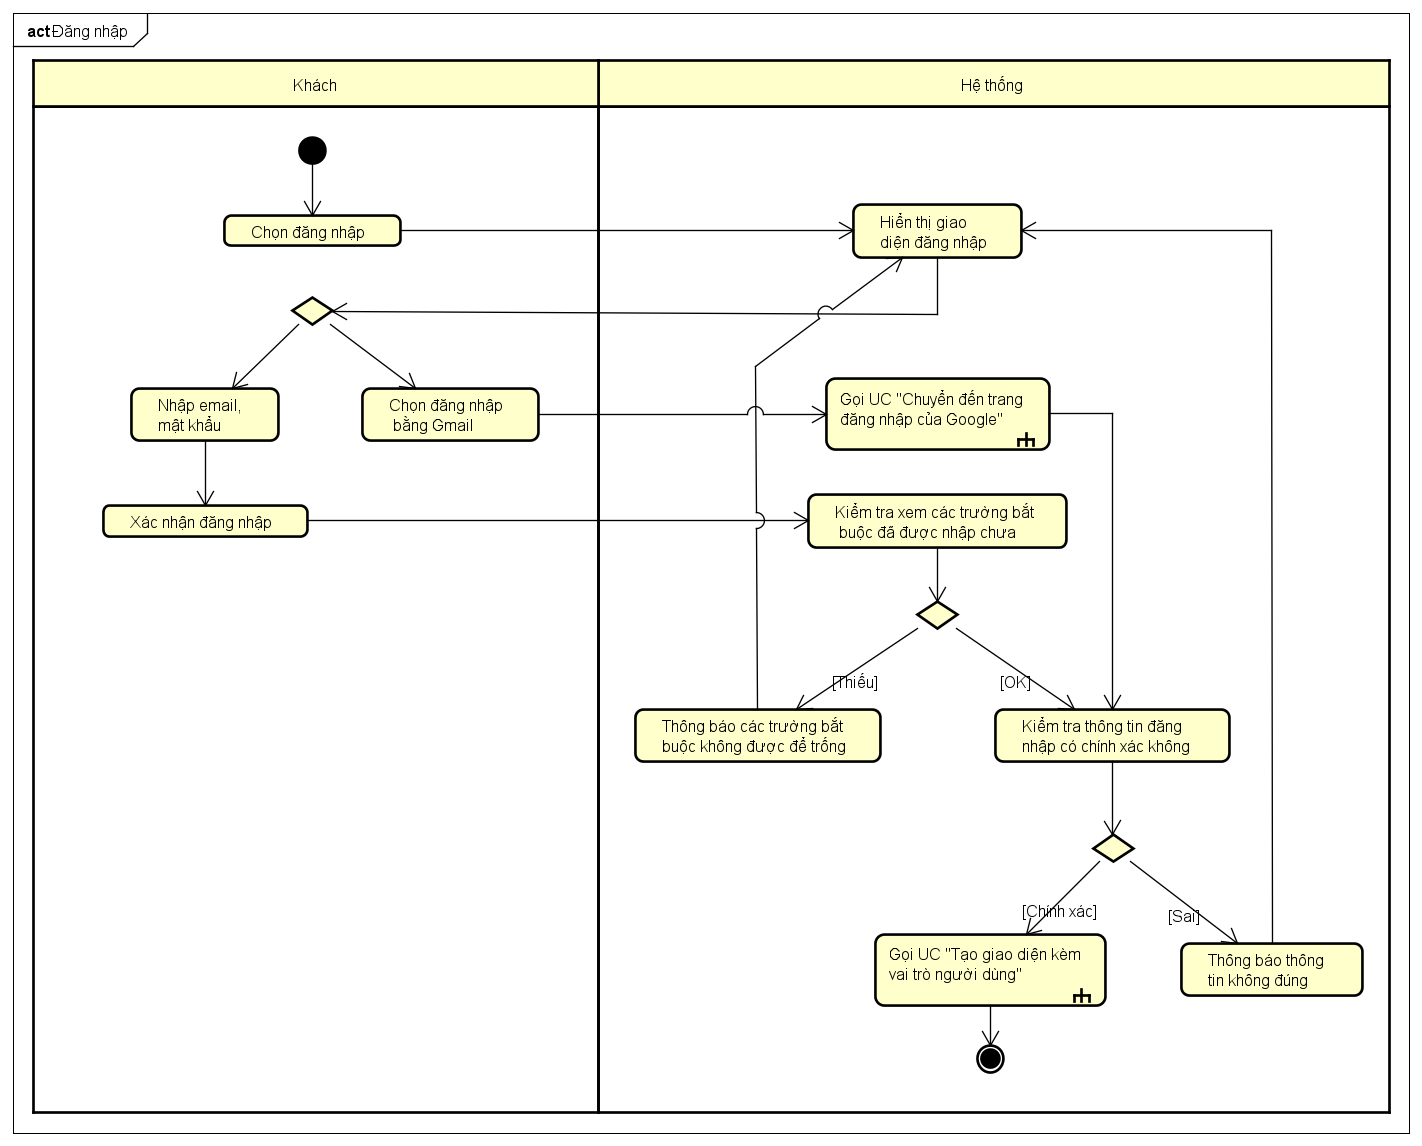 act Đăng nhập
Khách
Hệ thống
Chọn đăng nhập
Hiển thị giao
diện đăng nhập
Nhập email,
mật khẩu
Chọn đăng nhập
bằng Gmail
Gọi UC "Chuyển đến trang
đăng nhập của Google"
Xác nhận đăng nhập
Kiểm tra xem các trường bắt
buộc đã được nhập chưa
[Thiếu]
[OK]
Thông báo các trường bắt
buộc không được để trống
Kiểm tra thông tin đăng
nhập có chính xác không
[Chính xác]
[Sai]
Gọi UC "Tạo giao diện kèm
vai trò người dùng"
Thông báo thông
tin không đúng